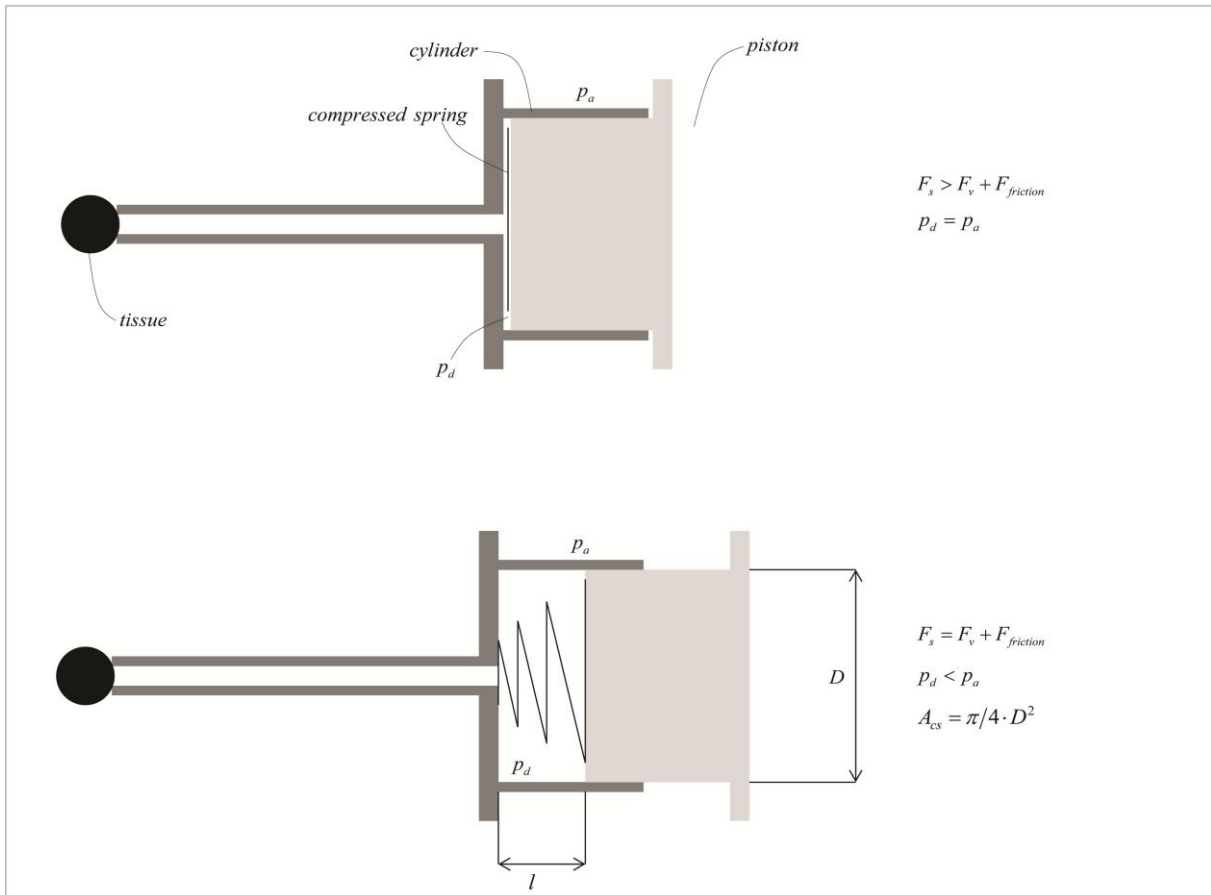 cylinder
piston
p_a
compressed spring
F_s > F_v + F_friction
p_d = p_a
tissue
p_d
p_a
F_s = F_v + F_friction
D
p_d < p_a
A_cs = π/4·D²
p_d
l